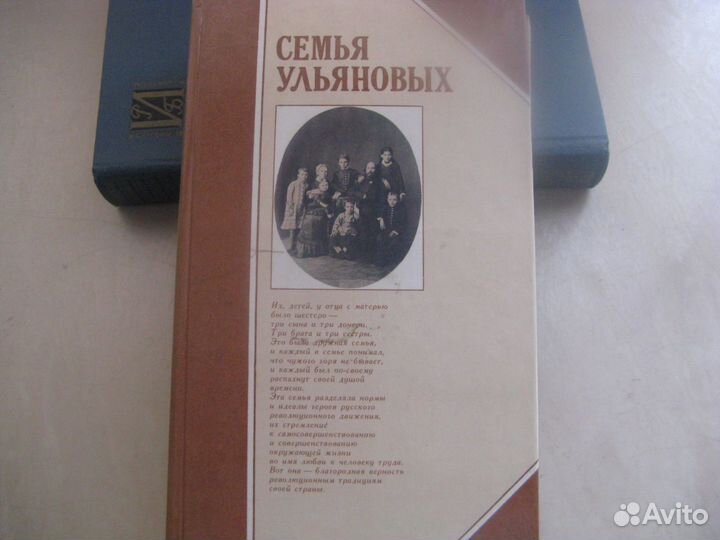 СЕМЬЯ
УЛЬЯНОВЫХ
Их, детей, у отца с матерью
было шестеро —
три сына и три дочери.
Три брата и три сестры.
Это была дружная семья,
и каждый в семье понимал,
что чужого горя не бывает,
и каждый был по-своему
распахнут своей душой
времени.
Эта семья разделяла нормы
и идеалы героев русского
революционного движения,
их стремление
к самосовершенствованию
и совершенствованию
окружающей жизни
во имя любви к человеку труда.
Вот она — благородная верность
революционным традициям
своей страны.
Avito